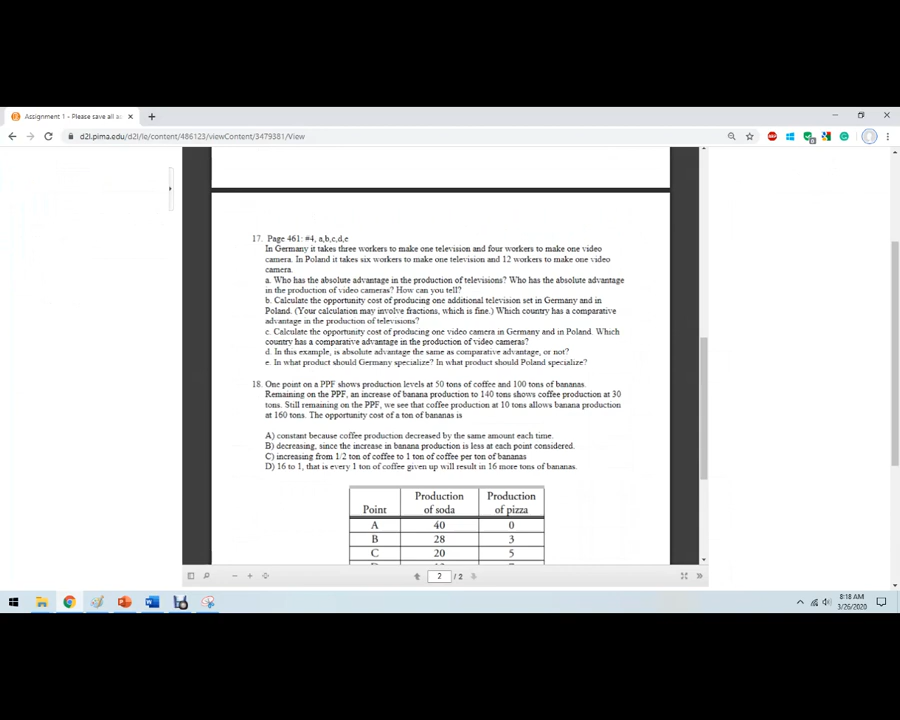 Assignment 1 - Please save all as
d2l.pima.edu/d2l/le/content/486123/viewContent/3479381/View
17. Page 461: #4, a,b,c,d,e
In Germany it takes three workers to make one television and four workers to make one video
camera. In Poland it takes six workers to make one television and 12 workers to make one video
camera.
a. Who has the absolute advantage in the production of televisions? Who has the absolute advantage
in the production of video cameras? How can you tell?
b. Calculate the opportunity cost of producing one additional television set in Germany and in
Poland. (Your calculation may involve fractions, which is fine.) Which country has a comparative
advantage in the production of televisions?
c. Calculate the opportunity cost of producing one video camera in Germany and in Poland. Which
country has a comparative advantage in the production of video cameras?
d. In this example, is absolute advantage the same as comparative advantage, or not?
e. In what product should Germany specialize? In what product should Poland specialize?
18. One point on a PPF shows production levels at 50 tons of coffee and 100 tons of bananas.
Remaining on the PPF, an increase of banana production to 140 tons shows coffee production at 30
tons. Still remaining on the PPF, we see that coffee production at 10 tons allows banana production
at 160 tons. The opportunity cost of a ton of bananas is
A) constant because coffee production decreased by the same amount each time.
B) decreasing, since the increase in banana production is less at each point considered.
C) increasing from 1/2 ton of coffee to 1 ton of coffee per ton of bananas
D) 16 to 1, that is every 1 ton of coffee given up will result in 16 more tons of bananas.
Production Production
Point of soda of pizza
A 40 0
B 28 3
C 20 5
2 / 2
8:18 AM
3/26/2020